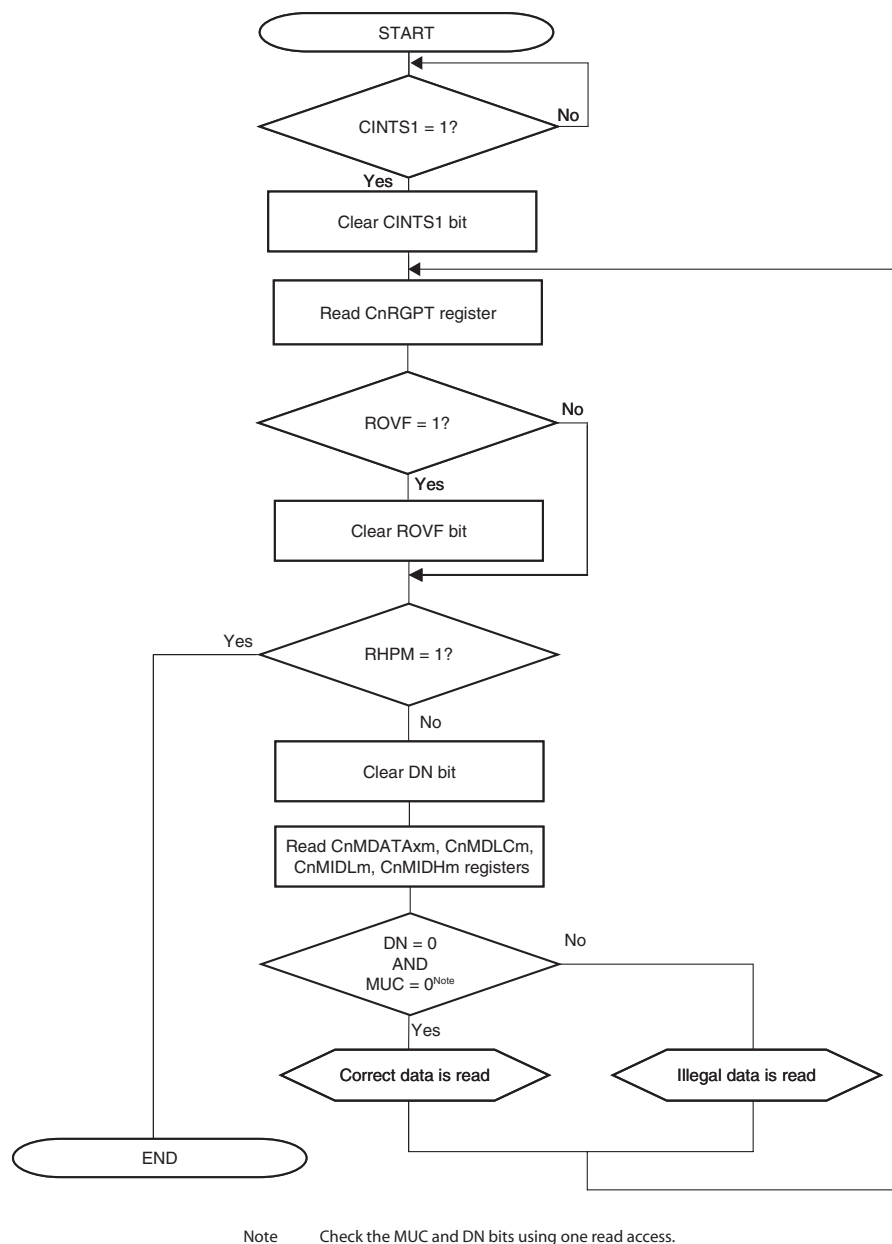 START
CINTS1 = 1?
No
Yes
Clear CINTS1 bit
Read CnRGPT register
ROVF = 1?
No
Yes
Clear ROVF bit
Yes
RHPM = 1?
No
Clear DN bit
Read CnMDATAxm, CnMDLCm,
CnMIDLm, CnMIDHm registers
DN = 0
AND
MUC = 0Note
No
Yes
Correct data is read
Illegal data is read
END
Note Check the MUC and DN bits using one read access.